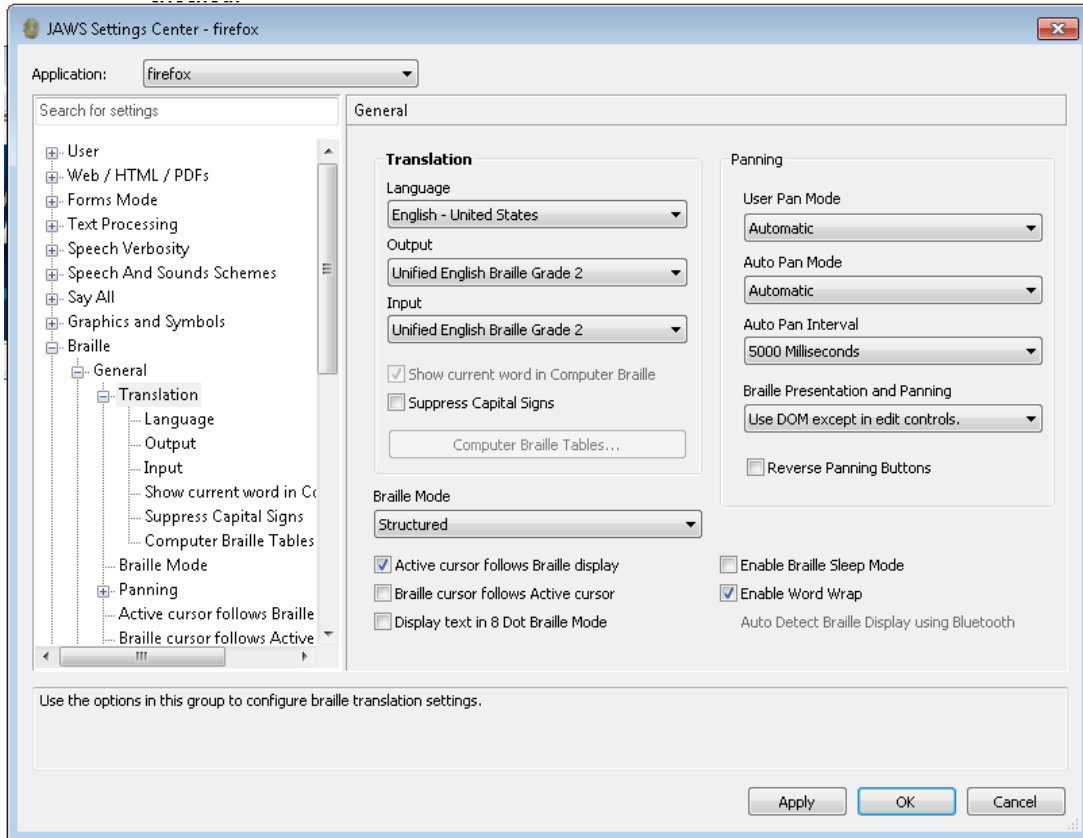 JAWS Settings Center - firefox
Application:
firefox
Search for settings
User
Web / HTML / PDFs
Forms Mode
Text Processing
Speech Verbosity
Speech And Sounds Schemes
Say All
Graphics and Symbols
Braille
General
Translation
Language
Output
Input
Show current word in Co
Suppress Capital Signs
Computer Braille Tables
Braille Mode
Panning
Active cursor follows Braille
Braille cursor follows Active
General
Translation
Language
English - United States
Output
Unified English Braille Grade 2
Input
Unified English Braille Grade 2
Show current word in Computer Braille
Suppress Capital Signs
Computer Braille Tables...
Braille Mode
Structured
Active cursor follows Braille display
Braille cursor follows Active cursor
Display text in 8 Dot Braille Mode
Panning
User Pan Mode
Automatic
Auto Pan Mode
Automatic
Auto Pan Interval
5000 Milliseconds
Braille Presentation and Panning
Use DOM except in edit controls.
Reverse Panning Buttons
Enable Braille Sleep Mode
Enable Word Wrap
Auto Detect Braille Display using Bluetooth
Use the options in this group to configure braille translation settings.
Apply
OK
Cancel